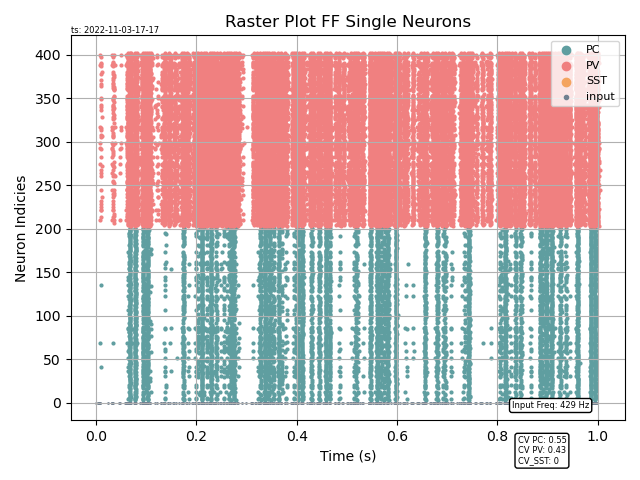 Raster Plot FF Single Neurons
ts: 2022-11-03-17-17
PC
PV
SST
input
Neuron Indicies
400
350
300
250
200
150
100
50
0
Input Freq: 429 Hz
0.0 0.2 0.4 0.6 0.8 1.0
Time (s)
CV PC: 0.55
CV PV: 0.43
CV_SST: 0